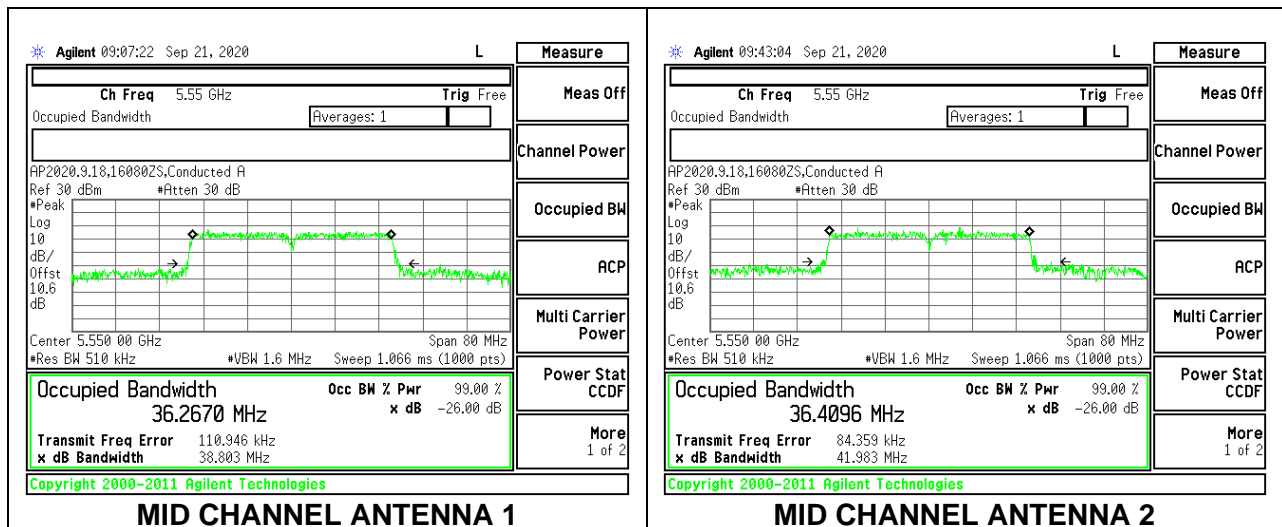 Agilent 09:07:22 Sep 21, 2020 L
Measure
Ch Freq 5.55 GHz Trig Free
Meas Off
Occupied Bandwidth Averages: 1
Channel Power
AP2020.9.18,16080ZS,Conducted A
Ref 30 dBm #Atten 30 dB
#Peak
Log
10
dB/
Offst
10.6
dB
Occupied BW
ACP
Multi Carrier
Power
Center 5.550 00 GHz Span 80 MHz
#Res BW 510 kHz #VBW 1.6 MHz Sweep 1.066 ms (1000 pts)
Power Stat
CCDF
Occupied Bandwidth Occ BW % Pwr 99.00 %
36.2670 MHz x dB -26.00 dB
Transmit Freq Error 110.946 kHz
x dB Bandwidth 38.803 MHz
More
1 of 2
Copyright 2000-2011 Agilent Technologies
MID CHANNEL ANTENNA 1
Agilent 09:43:04 Sep 21, 2020 L
Measure
Ch Freq 5.55 GHz Trig Free
Meas Off
Occupied Bandwidth Averages: 1
Channel Power
AP2020.9.18,16080ZS,Conducted A
Ref 30 dBm #Atten 30 dB
#Peak
Log
10
dB/
Offst
10.6
dB
Occupied BW
ACP
Multi Carrier
Power
Center 5.550 00 GHz Span 80 MHz
#Res BW 510 kHz #VBW 1.6 MHz Sweep 1.066 ms (1000 pts)
Power Stat
CCDF
Occupied Bandwidth Occ BW % Pwr 99.00 %
36.4096 MHz x dB -26.00 dB
Transmit Freq Error 84.359 kHz
x dB Bandwidth 41.983 MHz
More
1 of 2
Copyright 2000-2011 Agilent Technologies
MID CHANNEL ANTENNA 2